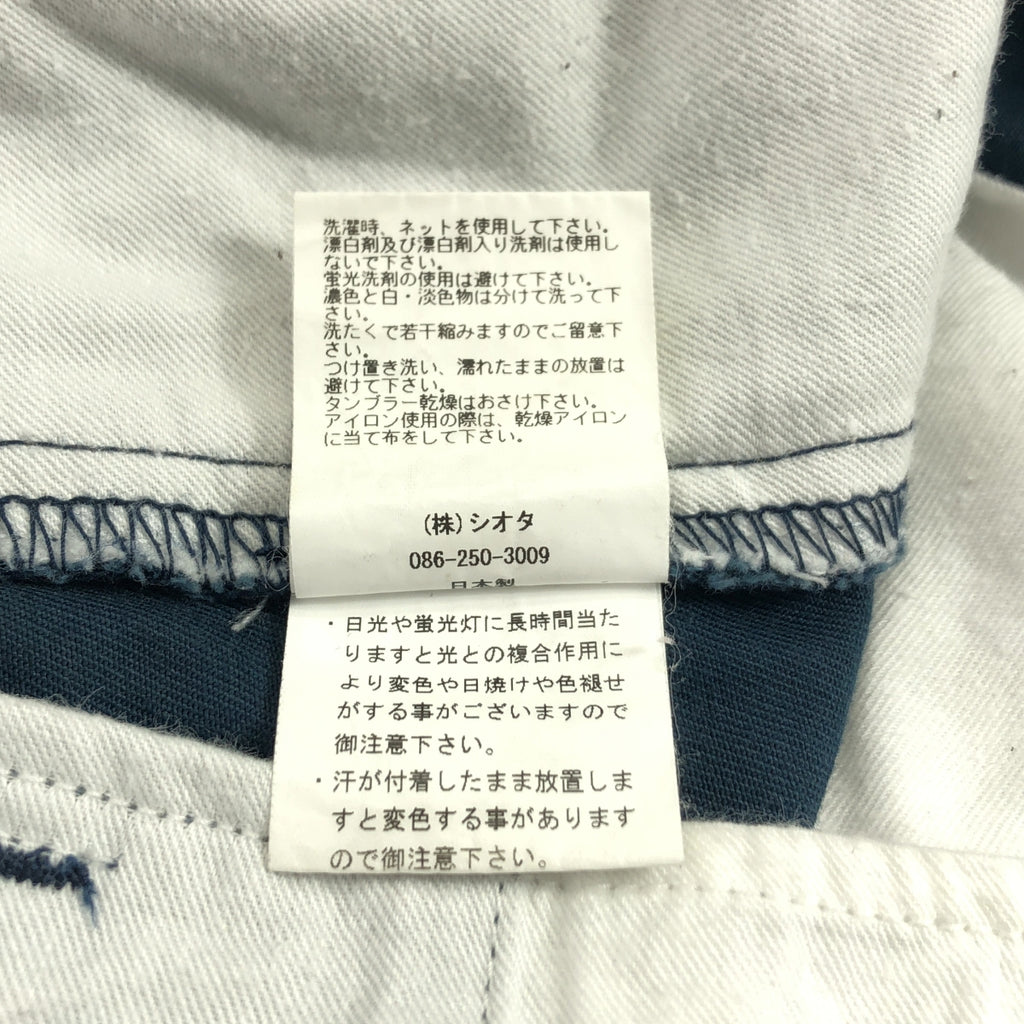 洗濯時、ネットを使用して下さい。
漂白剤及び漂白剤入り洗剤は使用し
ないで下さい。
蛍光洗剤の使用は避けて下さい。
濃色と白・淡色物は分けて洗って下
さい。
洗たくで若干縮みますのでご留意下
さい。
つけ置き洗い、濡れたままの放置は
避けて下さい。
タンブラー乾燥はおさけ下さい。
アイロン使用の際は、乾燥アイロン
に当て布をして下さい。
(株)シオタ
086-250-3009
日本製
・日光や蛍光灯に長時間当た
りますと光との複合作用に
より変色や日焼けや色褪せ
がする事がございますので
御注意下さい。
・汗が付着したまま放置しま
すと変色する事があります
ので御注意下さい。